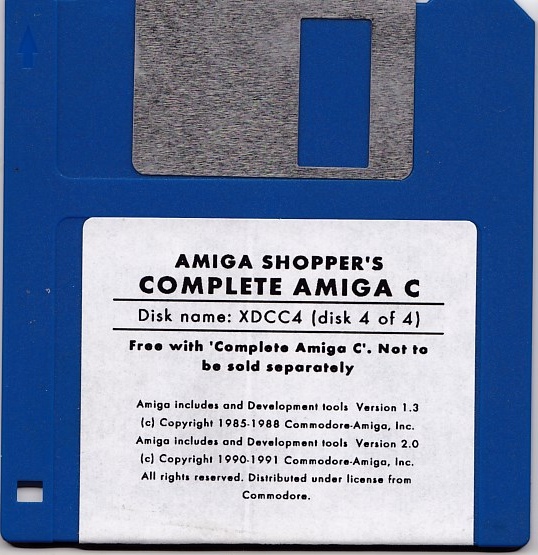 AMIGA SHOPPER'S
COMPLETE AMIGA C
Disk name: XDCC4 (disk 4 of 4)
Free with 'Complete Amiga C'. Not to
be sold separately
Amiga includes and Development tools Version 1.3
(c) Copyright 1985-1988 Commodore-Amiga, Inc.
Amiga includes and Development tools Version 2.0
(c) Copyright 1990-1991 Commodore-Amiga, Inc.
All rights reserved. Distributed under license from
Commodore.